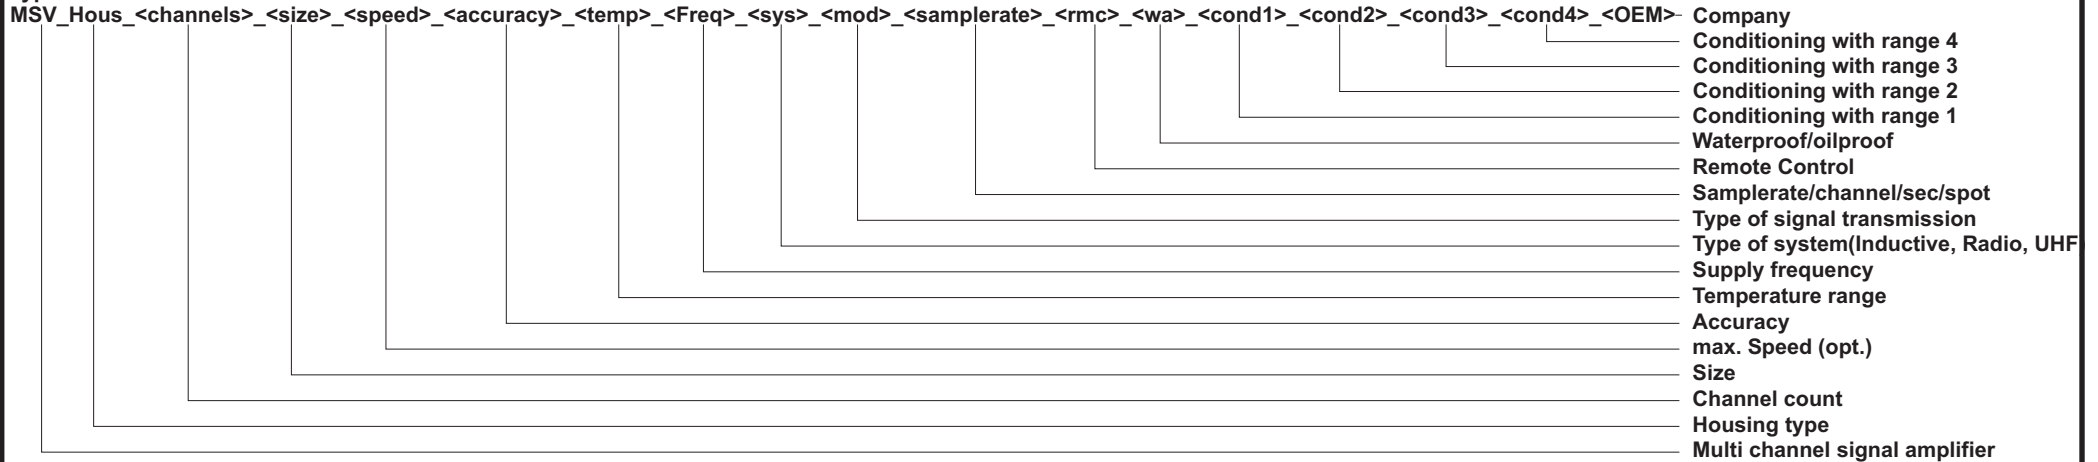 MSV_Hous_<channels>_<size>_<speed>_<accuracy>_<temp>_<Freq>_<sys>_<mod>_<samplerate>_<rmc>_<wa>_<cond1>_<cond2>_<cond3>_<cond4>_<OEM> Company
Conditioning with range 4
Conditioning with range 3
Conditioning with range 2
Conditioning with range 1
Waterproof/oilproof
Remote Control
Samplerate/channel/sec/spot
Type of signal transmission
Type of system(Inductive, Radio, UHF
Supply frequency
Temperature range
Accuracy
max. Speed (opt.)
Size
Channel count
Housing type
Multi channel signal amplifier